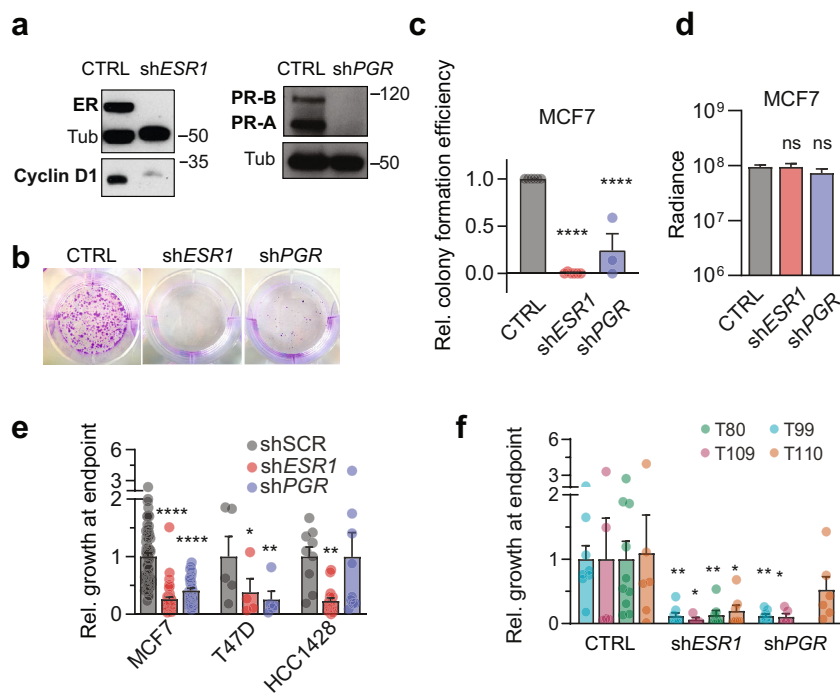 a
CTRL shESR1
ER
Tub
–50
–35
Cyclin D1
CTRL shPGR
PR-B
PR-A
–120
Tub
–50
b
CTRL shESR1 shPGR
c
MCF7
Rel. colony formation efficiency
1.0
0.5
0.0
****
****
CTRL
shESR1
shPGR
d
MCF7
Radiance
10⁹
10⁸
10⁷
10⁶
ns ns
CTRL
shESR1
shPGR
e
Rel. growth at endpoint
6
2
2
1
0
shSCR
shESR1
shPGR
****
****
*
**
**
MCF7
T47D
HCC1428
f
Rel. growth at endpoint
6
2
2
1
0
T80 T99
T109 T110
** * ** * ** *
CTRL shESR1 shPGR